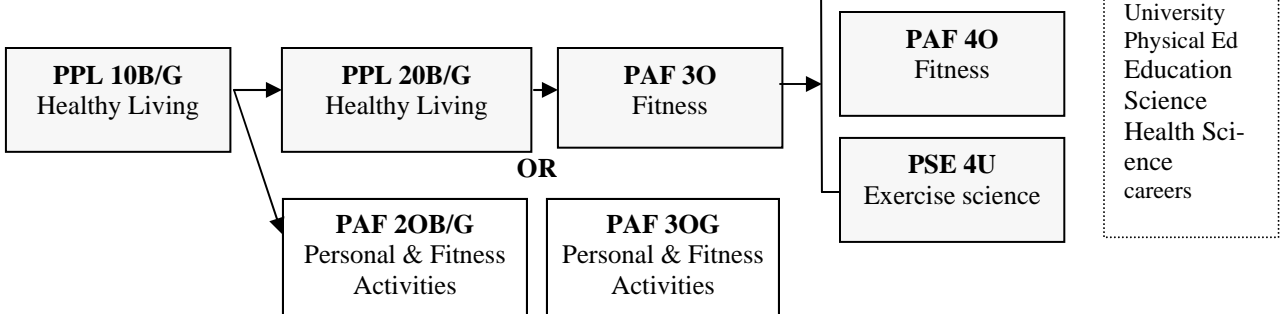 PPL 10B/G
Healthy Living
PPL 20B/G
Healthy Living
PAF 3O
Fitness
PAF 4O
Fitness
PSE 4U
Exercise science
OR
PAF 2OB/G
Personal & Fitness
Activities
PAF 3OG
Personal & Fitness
Activities
University
Physical Ed
Education
Science
Health Sci-
ence
careers